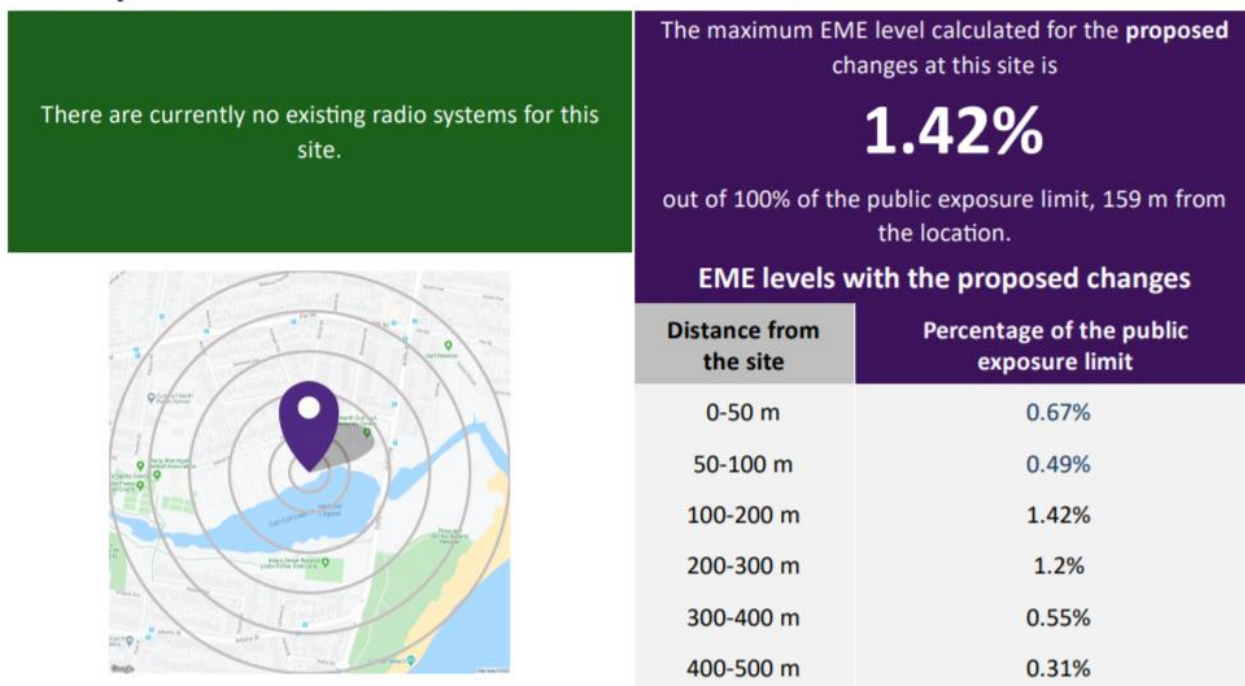 There are currently no existing radio systems for this
site.
The maximum EME level calculated for the proposed
changes at this site is
1.42%
out of 100% of the public exposure limit, 159 m from
the location.
EME levels with the proposed changes
Distance from
the site
Percentage of the public
exposure limit
0-50 m
0.67%
50-100 m
0.49%
100-200 m
1.42%
200-300 m
1.2%
300-400 m
0.55%
400-500 m
0.31%
Google